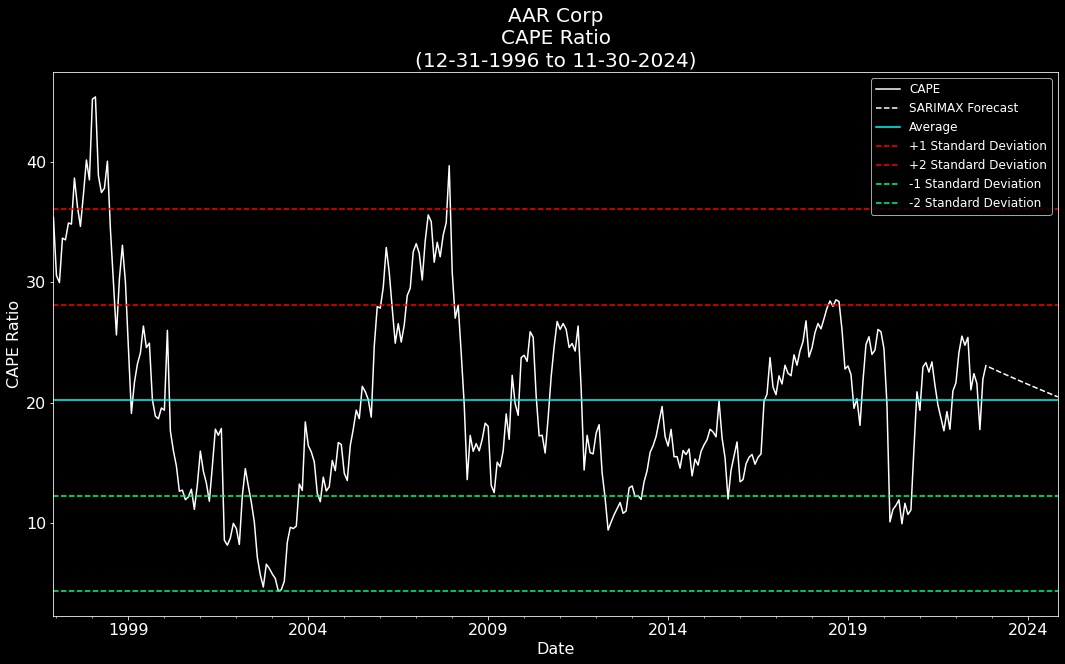 AAR Corp
CAPE Ratio
(12-31-1996 to 11-30-2024)
CAPE
SARIMAX Forecast
Average
+1 Standard Deviation
+2 Standard Deviation
-1 Standard Deviation
-2 Standard Deviation
CAPE Ratio
40
30
20
10
1999 2004 2009 2014 2019 2024
Date